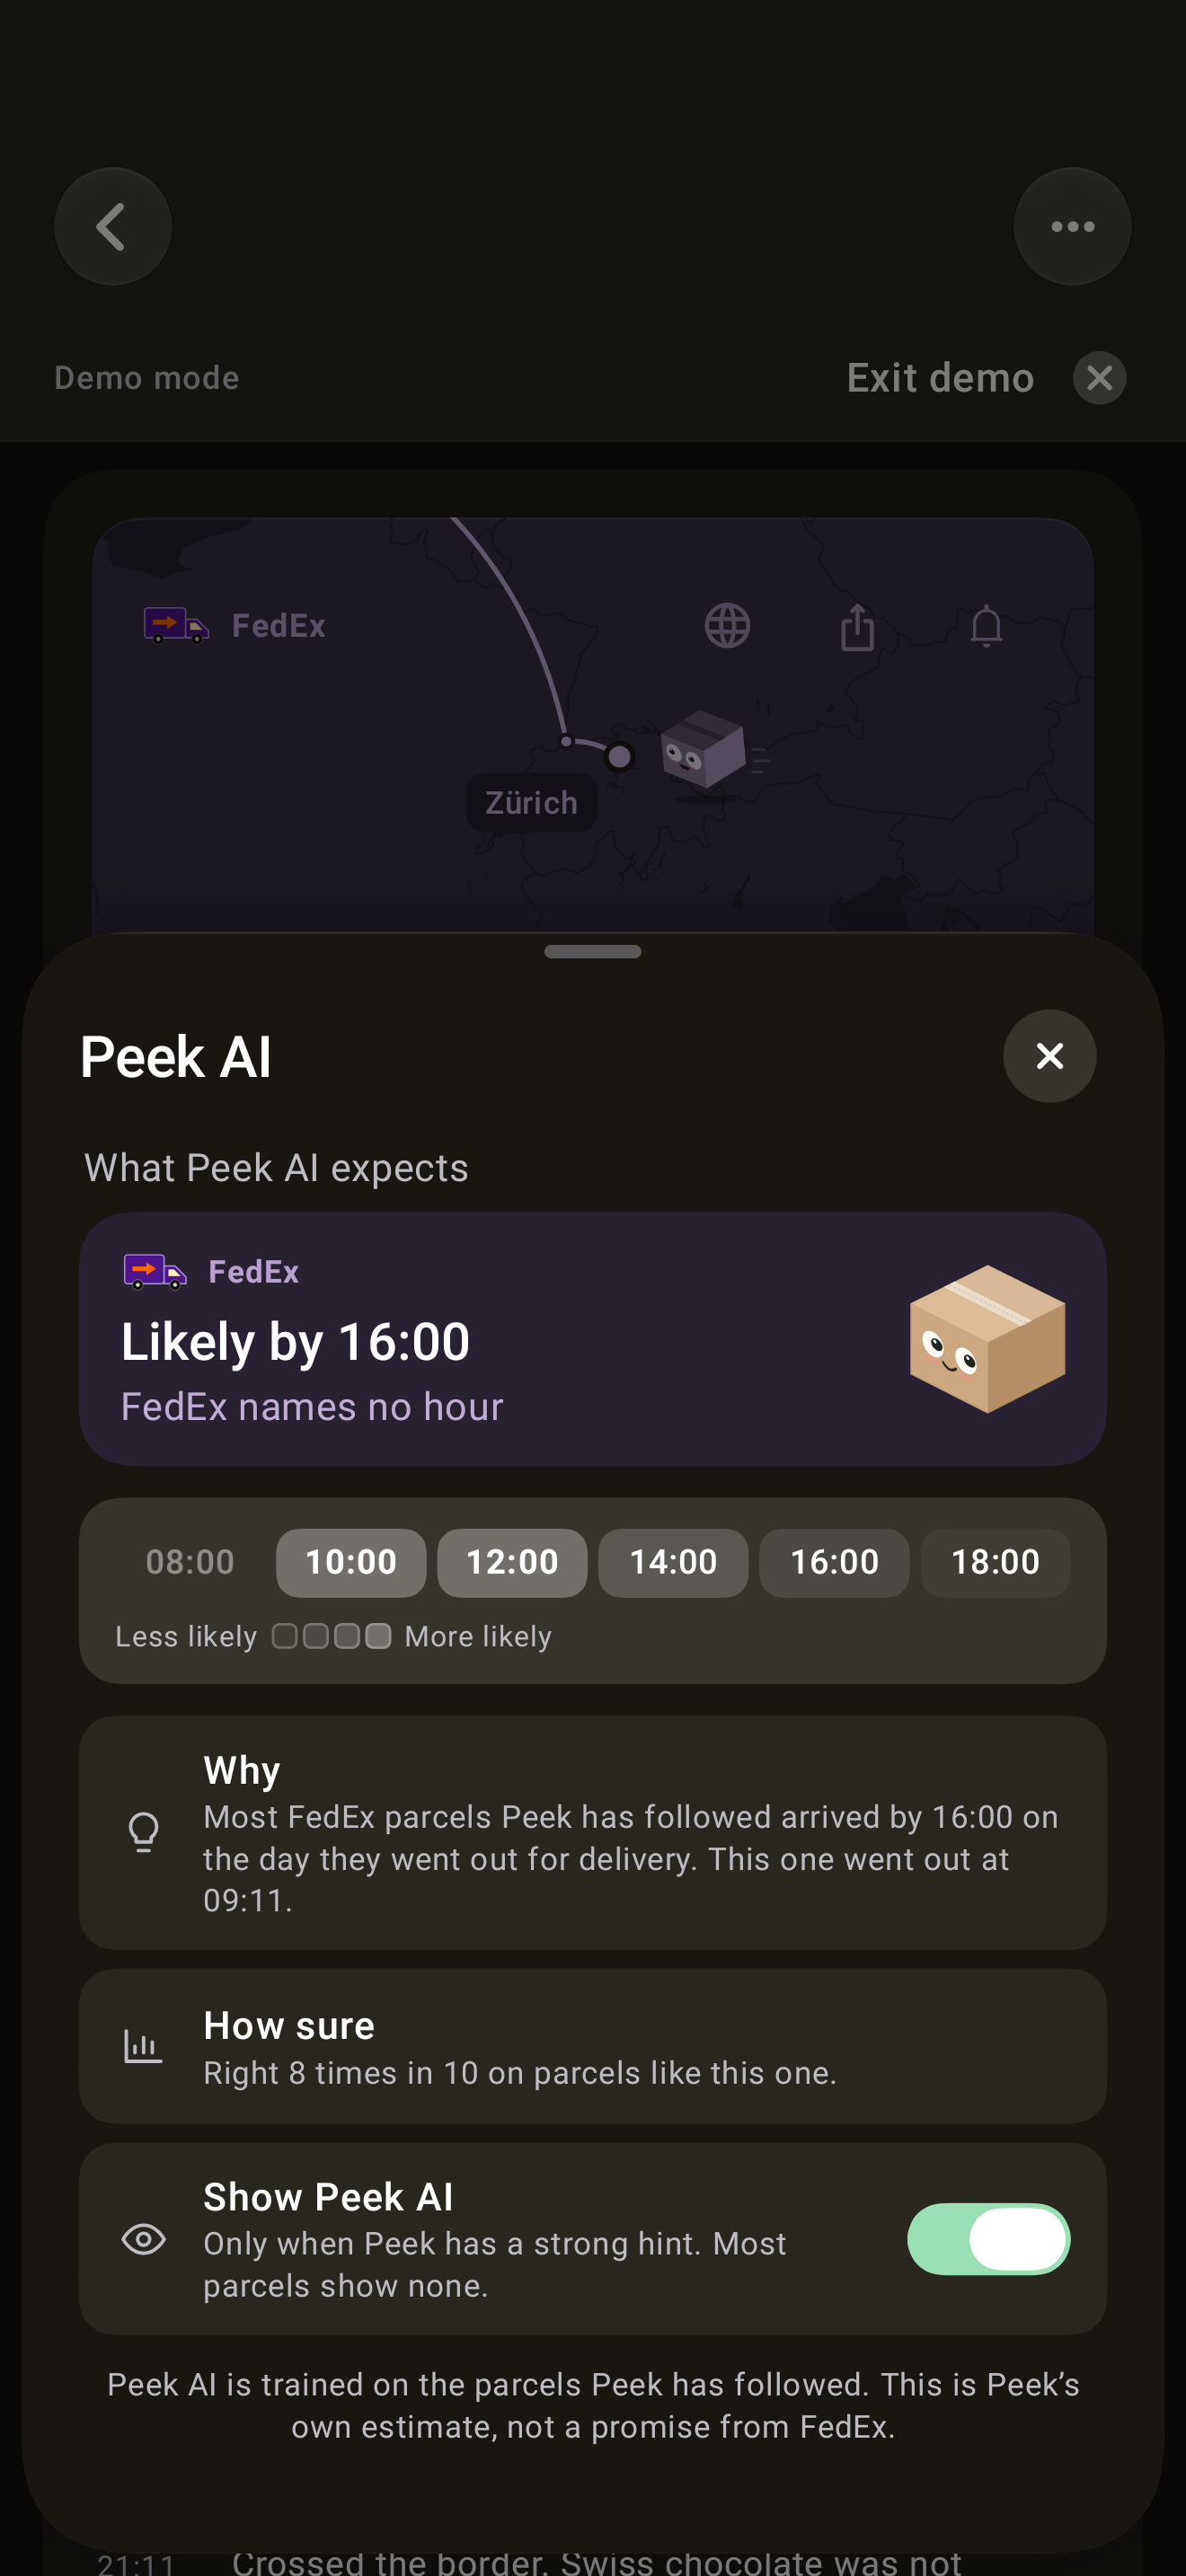 Demo mode
Exit demo
FedEx
Zürich
Peek AI
What Peek AI expects
FedEx
Likely by 16:00
FedEx names no hour
08:00 10:00 12:00 14:00 16:00 18:00
Less likely More likely
Why
Most FedEx parcels Peek has followed arrived by 16:00 on
the day they went out for delivery. This one went out at
09:11.
How sure
Right 8 times in 10 on parcels like this one.
Show Peek AI
Only when Peek has a strong hint. Most
parcels show none.
Peek AI is trained on the parcels Peek has followed. This is Peek’s
own estimate, not a promise from FedEx.
21:11 Crossed the border. Swiss chocolate was not